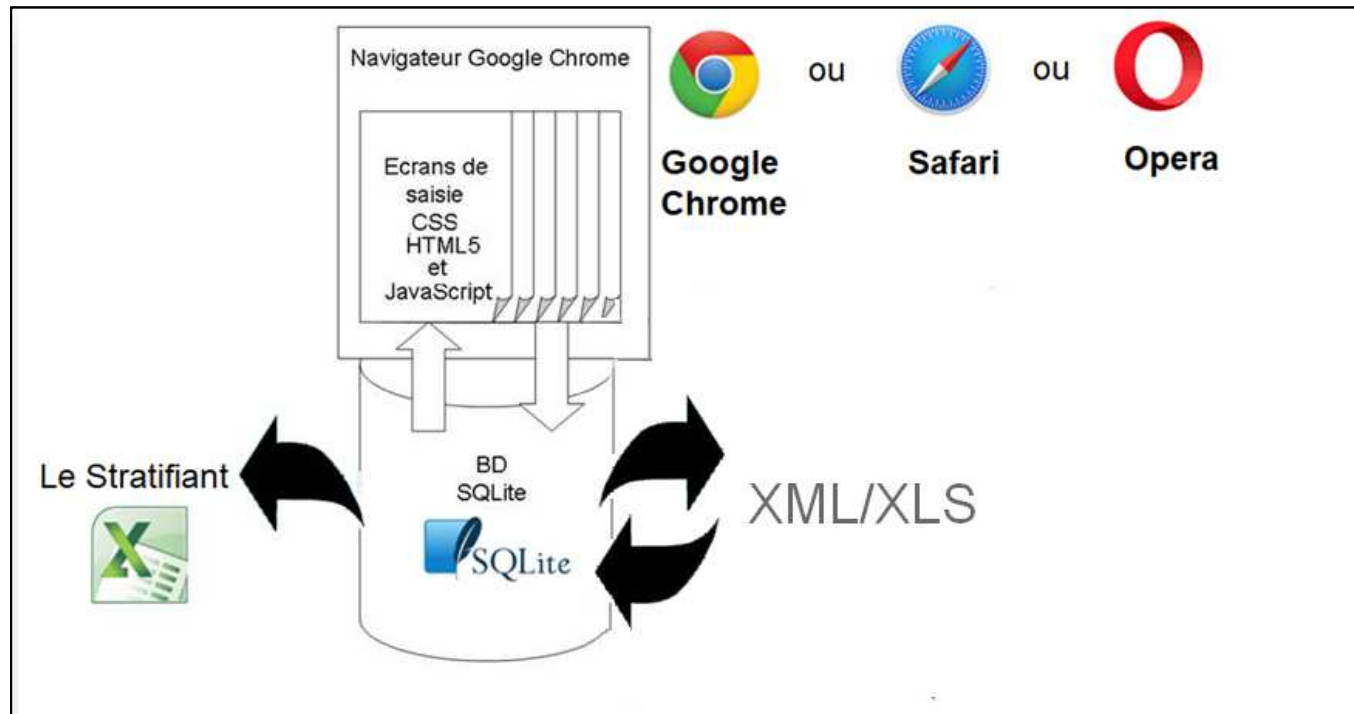 Navigateur Google Chrome
ou
ou
Google
Chrome
Safari
Opera
Ecrans de
saisie
CSS
HTML5
et
JavaScript
Le Stratifiant
BD
SQLite
SQLite
XML/XLS